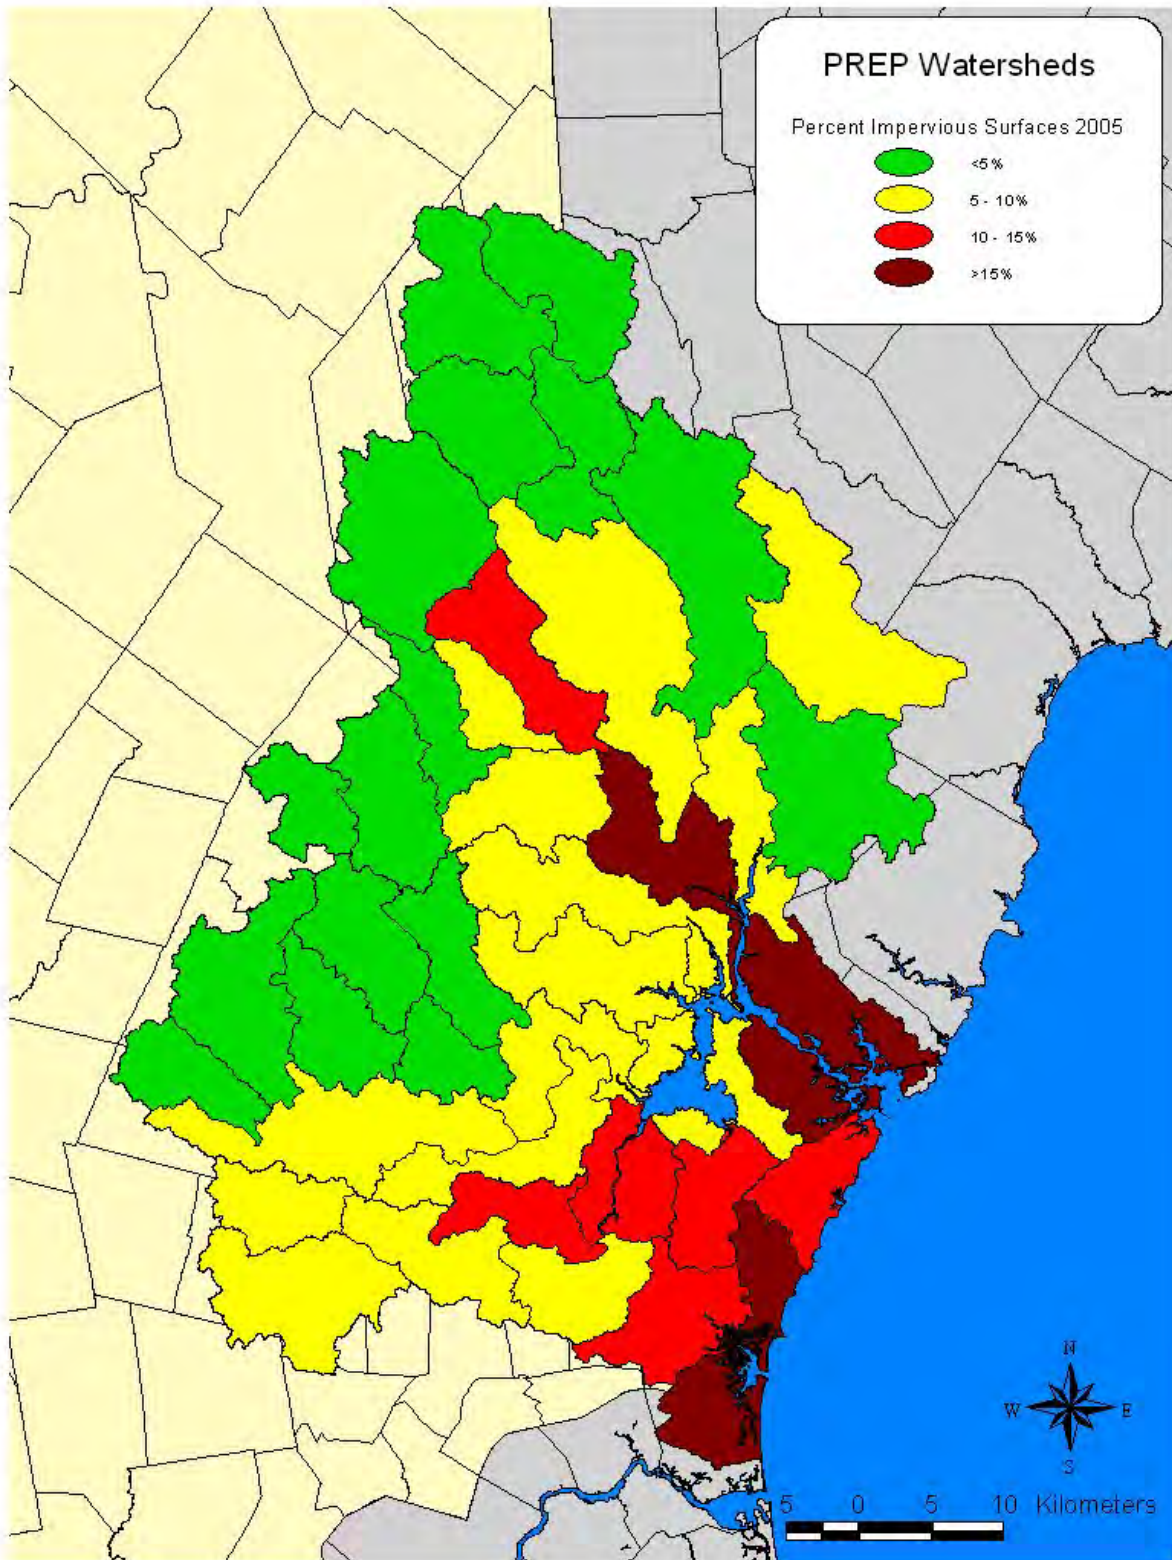 PREP Watersheds
Percent Impervious Surfaces 2005
<5%
5 - 10%
10 - 15%
>15%
N
W E
S
5 0 5 10 Kilometers